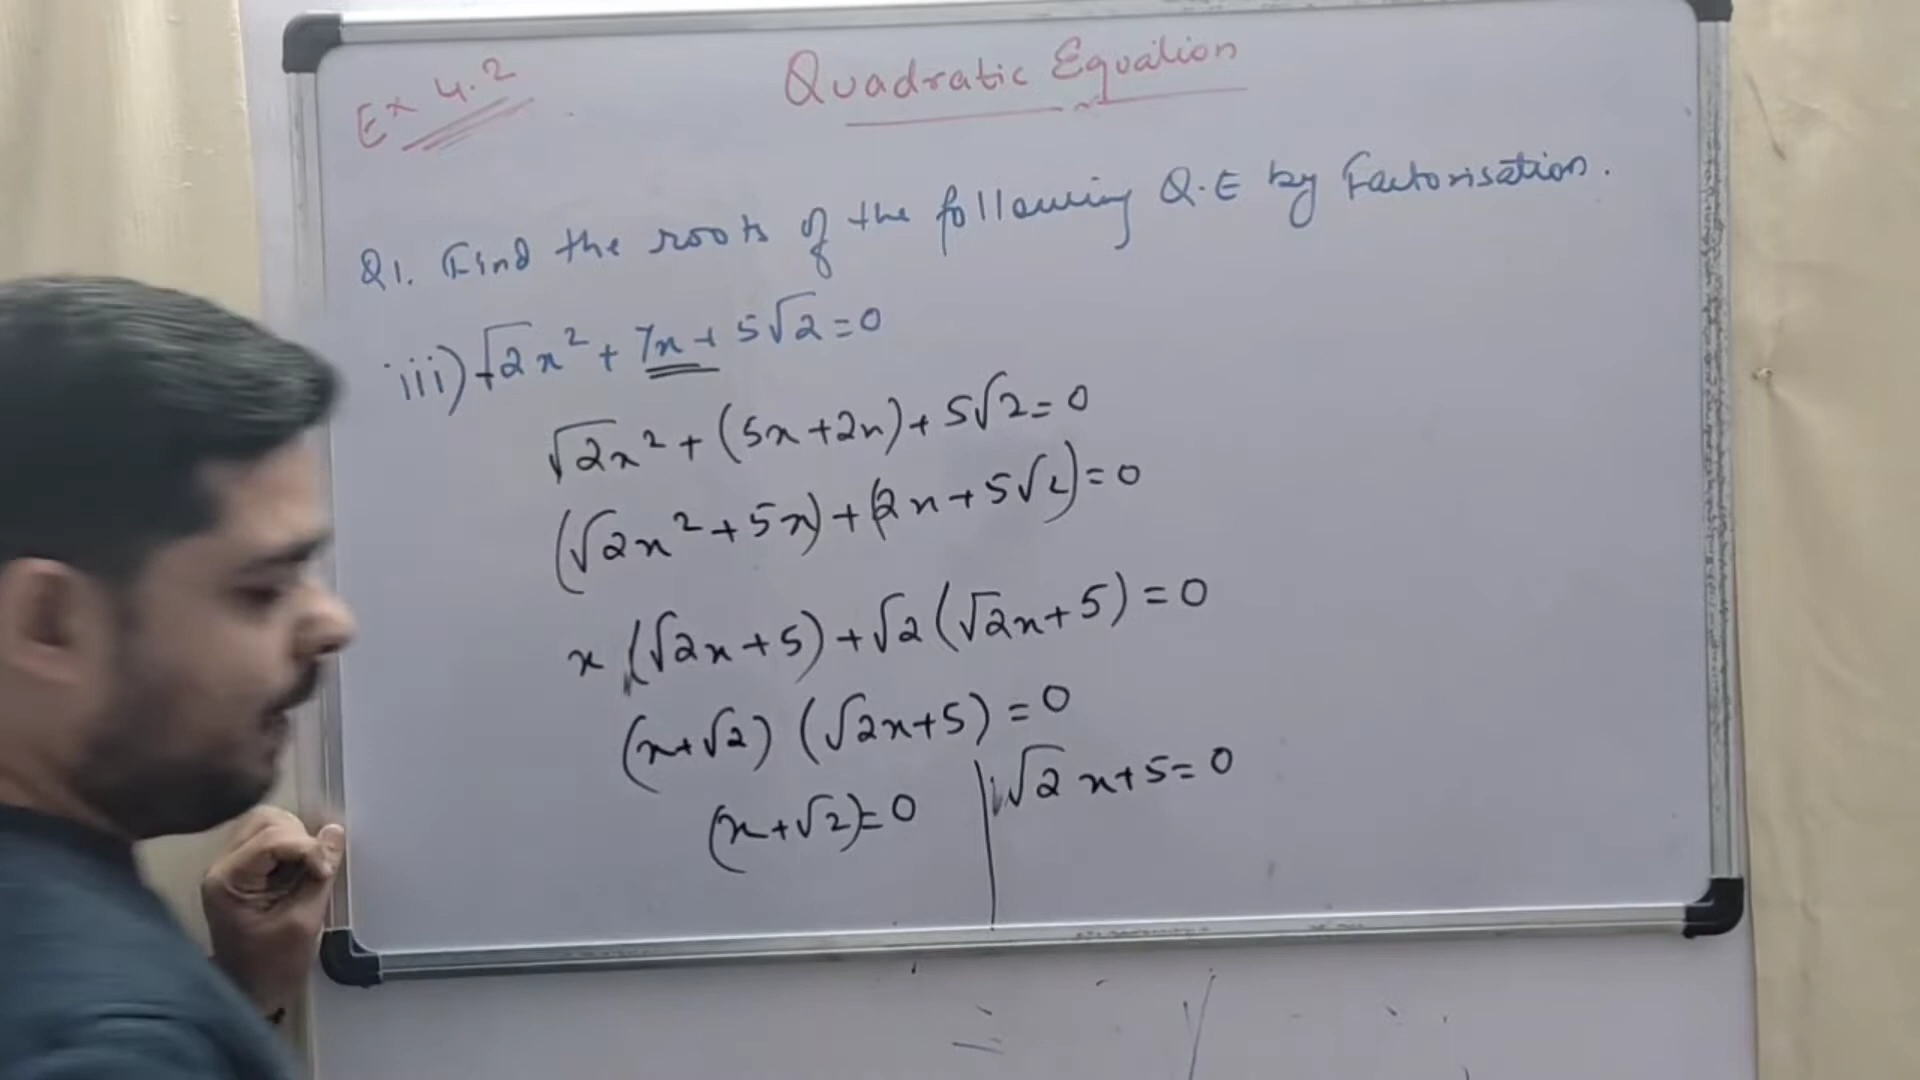 Ex 4.2
Quadratic Equation
Q1. Find the roots of the following Q.E by Factorisation.
iii) √2x² + 7x + 5√2 = 0
√2x² + (5x + 2x) + 5√2 = 0
(√2x² + 5x) + (2x + 5√2) = 0
x (√2x + 5) + √2 (√2x + 5) = 0
(x + √2) (√2x + 5) = 0
(x + √2) = 0 | √2 x + 5 = 0